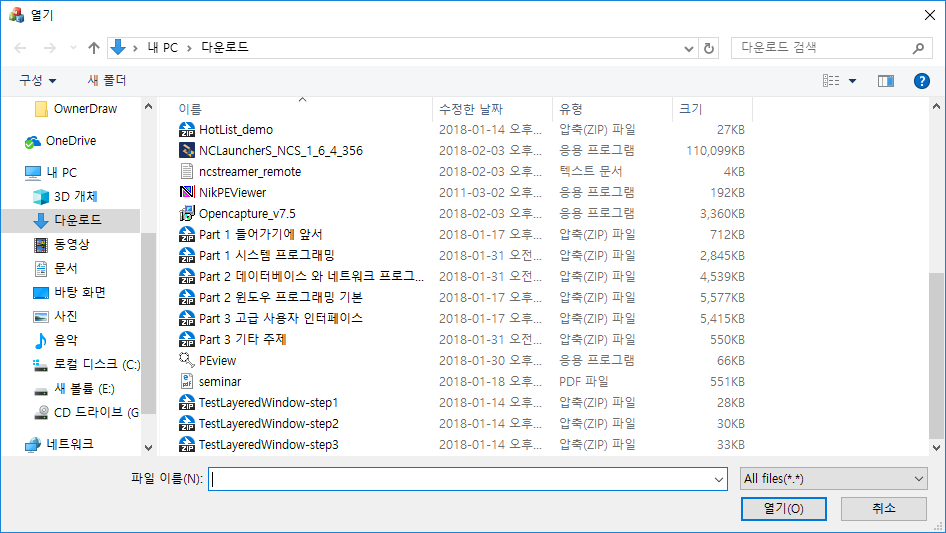 열기
내 PC
다운로드
다운로드 검색
구성
새 폴더
OwnerDraw
OneDrive
내 PC
3D 개체
다운로드
동영상
문서
바탕 화면
사진
음악
로컬 디스크 (C:)
새 볼륨 (E:)
CD 드라이브 (G
네트워크
이름 수정한 날짜 유형 크기
HotList_demo 2018-01-14 오후... 압축(ZIP) 파일 27KB
NCLauncherS_NCS_1_6_4_356 2018-02-03 오후... 응용 프로그램 110,099KB
ncstreamer_remote 2018-02-03 오후... 텍스트 문서 4KB
NikPEViewer 2011-03-02 오후... 응용 프로그램 192KB
Opencapture_v7.5 2018-02-03 오후... 응용 프로그램 3,360KB
Part 1 들어가기에 앞서 2018-01-17 오후... 압축(ZIP) 파일 712KB
Part 1 시스템 프로그래밍 2018-01-31 오전... 압축(ZIP) 파일 2,845KB
Part 2 데이터베이스 와 네트워크 프로그... 2018-01-31 오전... 압축(ZIP) 파일 4,539KB
Part 2 윈도우 프로그래밍 기본 2018-01-17 오후... 압축(ZIP) 파일 5,577KB
Part 3 고급 사용자 인터페이스 2018-01-17 오후... 압축(ZIP) 파일 5,415KB
Part 3 기타 주제 2018-01-31 오전... 압축(ZIP) 파일 550KB
PEview 2018-01-30 오후... 응용 프로그램 66KB
seminar 2018-01-18 오후... PDF 파일 551KB
TestLayeredWindow-step1 2018-01-14 오후... 압축(ZIP) 파일 28KB
TestLayeredWindow-step2 2018-01-14 오후... 압축(ZIP) 파일 30KB
TestLayeredWindow-step3 2018-01-14 오후... 압축(ZIP) 파일 33KB
파일 이름(N):
All files(*.*)
열기(O)
취소